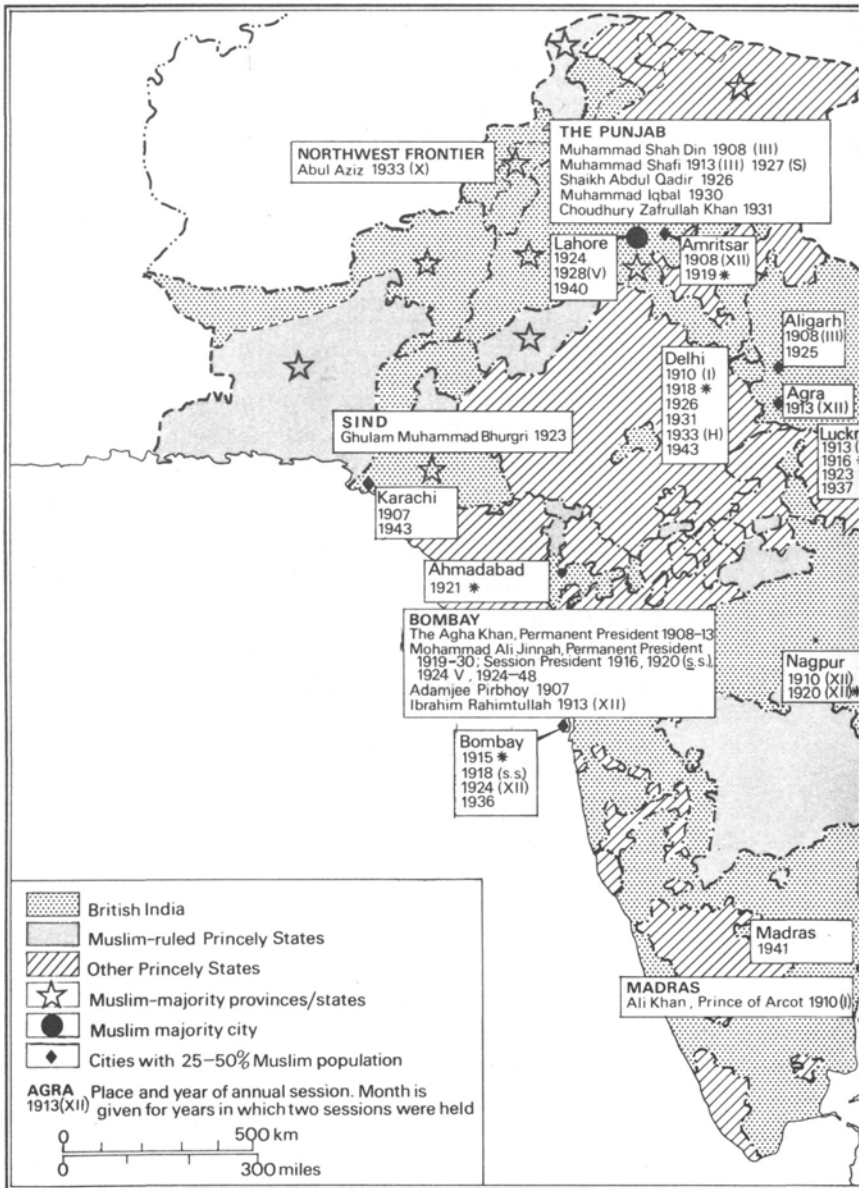 THE PUNJAB
Muhammad Shah Din 1908 (III)
Muhammad Shafi 1913 (III) 1927 (S)
Shaikh Abdul Qadir 1926
Muhammad Iqbal 1930
Choudhury Zafrullah Khan 1931
NORTHWEST FRONTIER
Abul Aziz 1933 (X)
Lahore
1924
1928(V)
1940
Amritsar
1908 (XII)
1919 *
Aligarh
1908 (III)
1925
Delhi
1910 (I)
1918 *
1926
1931
1933 (H)
1943
Agra
1913 (XII)
SIND
Ghulam Muhammad Bhurgri 1923
Luckn
1913 (
1916
1923
1937
Karachi
1907
1943
Ahmadabad
1921 *
BOMBAY
The Agha Khan, Permanent President 1908-13
Mohammad Ali Jinnah, Permanent President
1919-30; Session President 1916, 1920 (s.s.)
1924 V, 1924-48
Adamjee Pirbhoy 1907
Ibrahim Rahimtullah 1913 (XII)
Nagpur
1910 (XII)
1920 (XII)*
Bombay
1915 *
1918 (s.s.)
1924 (XII)
1936
Madras
1941
MADRAS
Ali Khan, Prince of Arcot 1910 (I)
British India
Muslim-ruled Princely States
Other Princely States
Muslim-majority provinces/states
Muslim majority city
Cities with 25-50% Muslim population
AGRA Place and year of annual session. Month is
1913(XII) given for years in which two sessions were held
0 500 km
0 300 miles